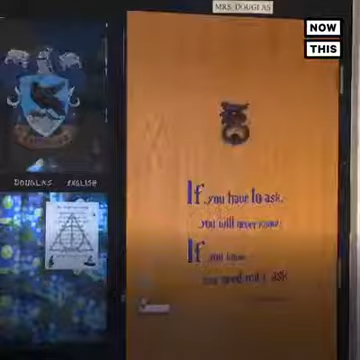 MRS. DOUGLAS
NOW
THIS
DOUGLAS ENGLISH
If you have to ask,
you will never know.
If you know
you need only ask